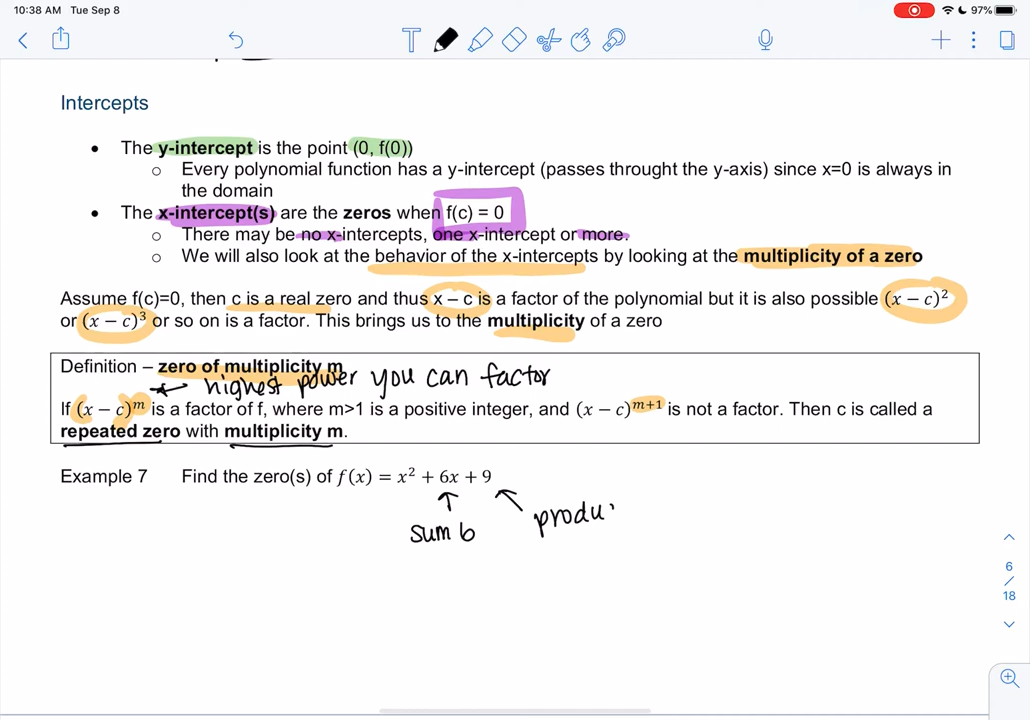 10:38 AM Tue Sep 8
97%
Intercepts
• The y-intercept is the point (0, f(0))
o Every polynomial function has a y-intercept (passes throught the y-axis) since x=0 is always in
the domain
• The x-intercept(s) are the zeros when f(c) = 0
o There may be no x-intercepts, one x-intercept or more.
o We will also look at the behavior of the x-intercepts by looking at the multiplicity of a zero
Assume f(c)=0, then c is a real zero and thus x – c is a factor of the polynomial but it is also possible (x − c)²
or (x − c)³ or so on is a factor. This brings us to the multiplicity of a zero
Definition – zero of multiplicity m
highest power you can factor
If (x − c)ᵐ is a factor of f, where m>1 is a positive integer, and (x − c)ᵐ⁺¹ is not a factor. Then c is called a
repeated zero with multiplicity m.
Example 7 Find the zero(s) of f(x) = x² + 6x + 9
sum 6
produ
6
/
18